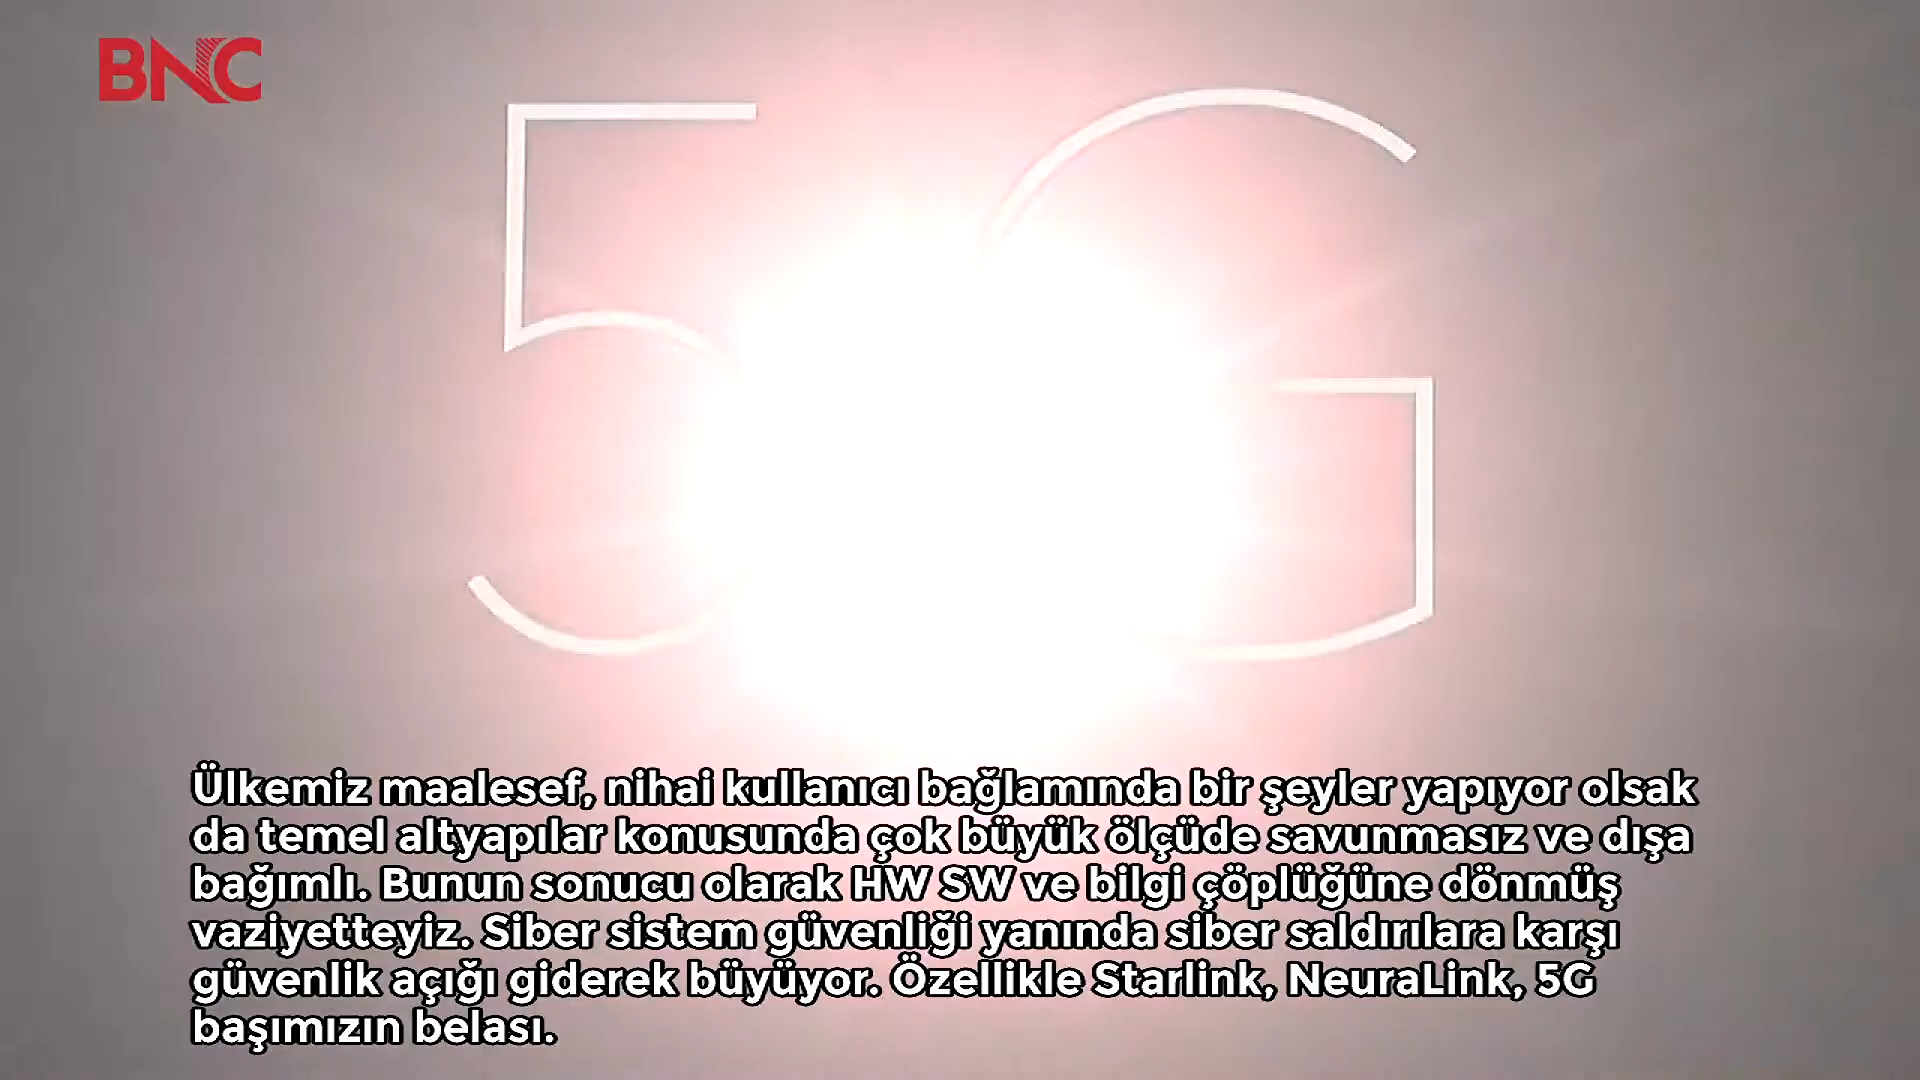 BNC
5G
Ülkemiz maalesef, nihai kullanıcı bağlamında bir şeyler yapıyor olsak
da temel altyapılar konusunda çok büyük ölçüde savunmasız ve dışa
bağımlı. Bunun sonucu olarak HW SW ve bilgi çöplüğüne dönmüş
vaziyetteyiz. Siber sistem güvenliği yanında siber saldırılara karşı
güvenlik açığı giderek büyüyor. Özellikle Starlink, NeuraLink, 5G
başımızın belası.